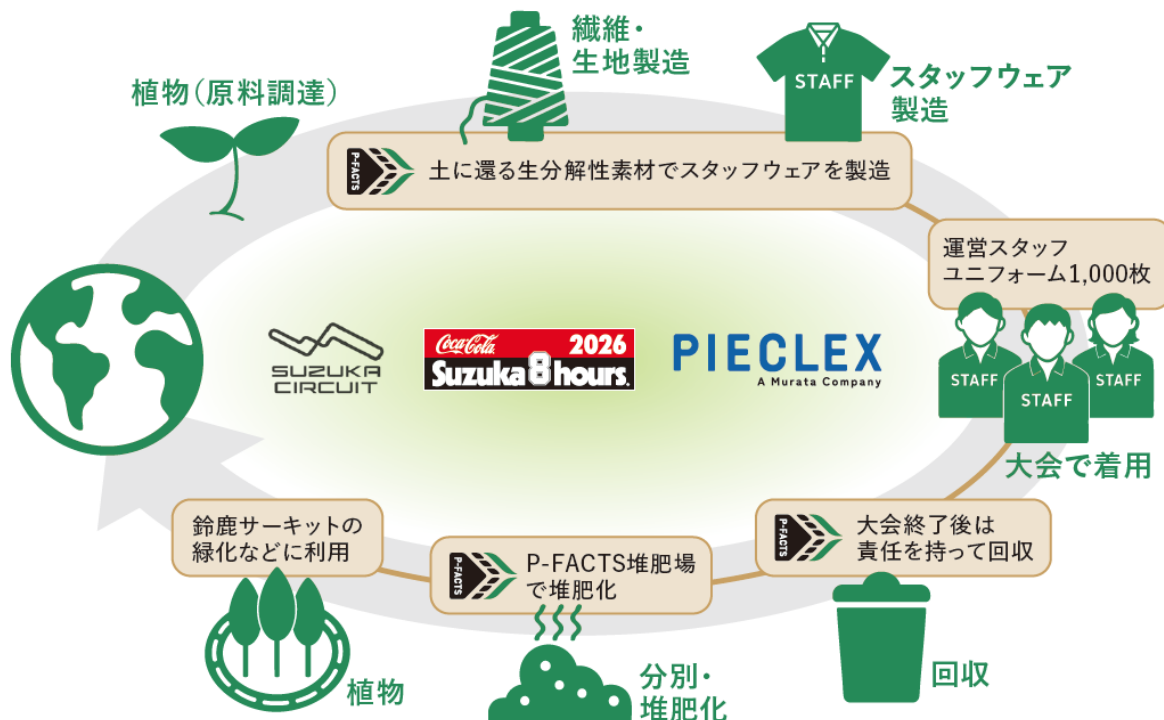 植物（原料調達）
繊維・
生地製造
STAFF
スタッフウェア
製造
P-FACTS
土に還る生分解性素材でスタッフウェアを製造
運営スタッフ
ユニフォーム1,000枚
STAFF
STAFF
STAFF
大会で着用
SUZUKA
CIRCUIT
Coca-Cola 2026
Suzuka 8 hours.
PIECLEX
A Murata Company
P-FACTS
大会終了後は
責任を持って回収
回収
P-FACTS
P-FACTS堆肥場
で堆肥化
分別・
堆肥化
鈴鹿サーキットの
緑化などに利用
植物